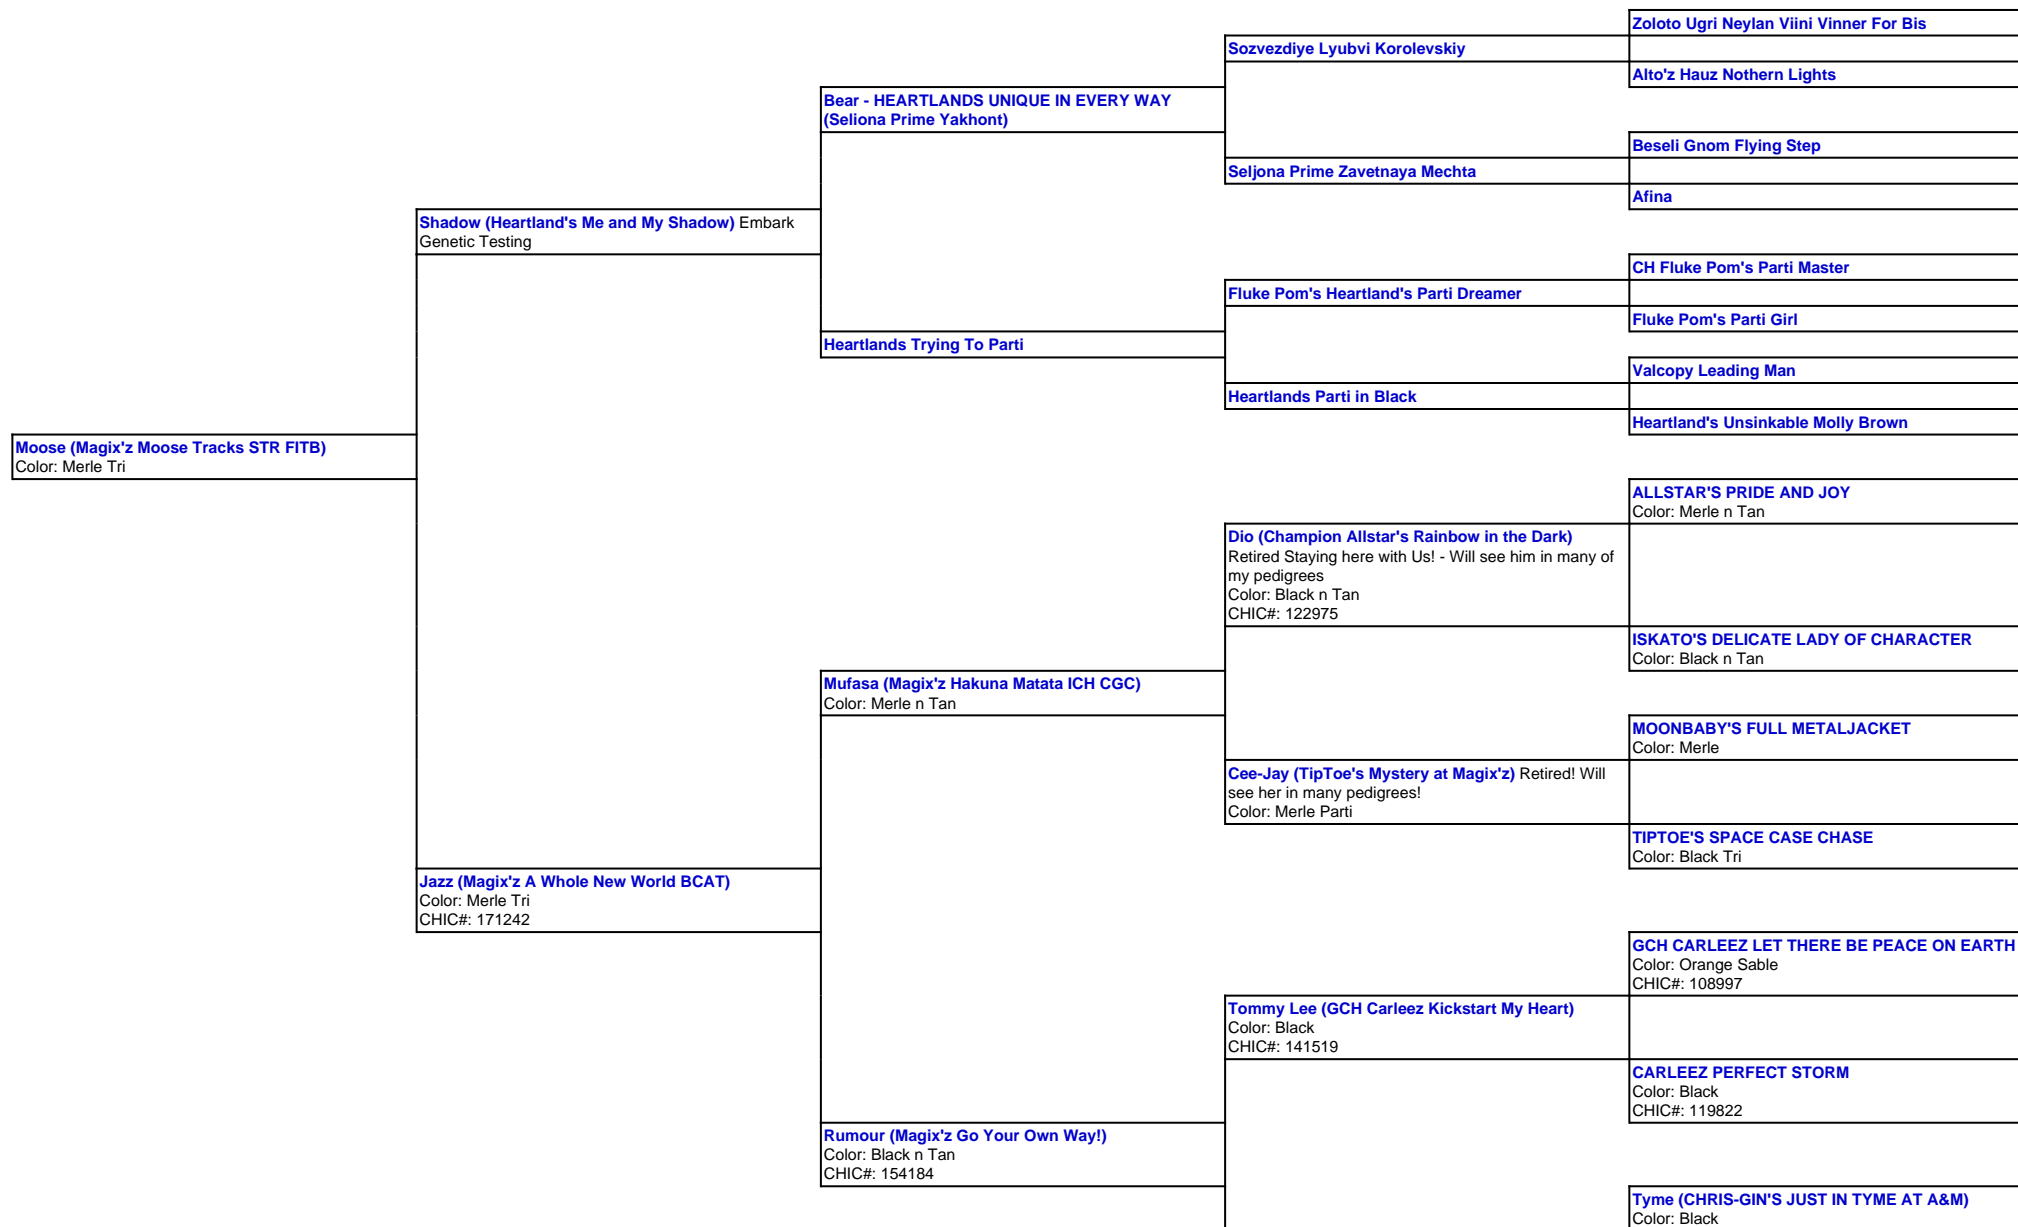 Zoloto Ugri Neylan Viini Vinner For Bis
Sozvezdiye Lyubvi Korolevskiy
Alto'z Hauz Nothern Lights
Bear - HEARTLANDS UNIQUE IN EVERY WAY
(Seliona Prime Yakhont)
Beseli Gnom Flying Step
Seljona Prime Zavetnaya Mechta
Afina
Shadow (Heartland's Me and My Shadow) Embark
Genetic Testing
CH Fluke Pom's Parti Master
Fluke Pom's Heartland's Parti Dreamer
Fluke Pom's Parti Girl
Heartlands Trying To Parti
Valcopy Leading Man
Heartlands Parti in Black
Heartland's Unsinkable Molly Brown
Moose (Magix'z Moose Tracks STR FITB)
Color: Merle Tri
ALLSTAR'S PRIDE AND JOY
Color: Merle n Tan
Dio (Champion Allstar's Rainbow in the Dark)
Retired Staying here with Us! - Will see him in many of
my pedigrees
Color: Black n Tan
CHIC#: 122975
ISKATO'S DELICATE LADY OF CHARACTER
Color: Black n Tan
Mufasa (Magix'z Hakuna Matata ICH CGC)
Color: Merle n Tan
MOONBABY'S FULL METALJACKET
Color: Merle
Cee-Jay (TipToe's Mystery at Magix'z) Retired! Will
see her in many pedigrees!
Color: Merle Parti
TIPTOE'S SPACE CASE CHASE
Color: Black Tri
Jazz (Magix'z A Whole New World BCAT)
Color: Merle Tri
CHIC#: 171242
GCH CARLEEZ LET THERE BE PEACE ON EARTH
Color: Orange Sable
CHIC#: 108997
Tommy Lee (GCH Carleez Kickstart My Heart)
Color: Black
CHIC#: 141519
CARLEEZ PERFECT STORM
Color: Black
CHIC#: 119822
Rumour (Magix'z Go Your Own Way!)
Color: Black n Tan
CHIC#: 154184
Tyme (CHRIS-GIN'S JUST IN TYME AT A&M)
Color: Black